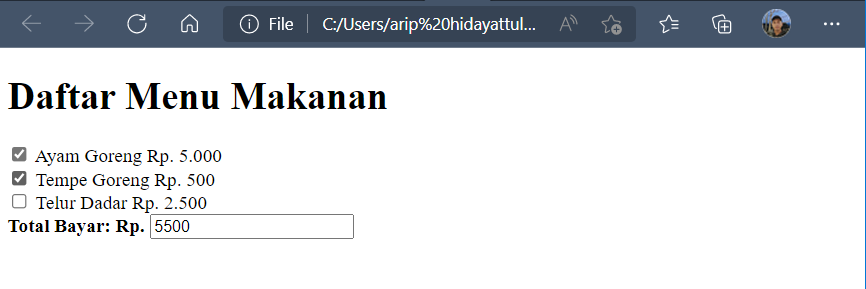 File C:/Users/arip%20hidayattul...
Daftar Menu Makanan
Ayam Goreng Rp. 5.000
Tempe Goreng Rp. 500
Telur Dadar Rp. 2.500
Total Bayar: Rp. 5500